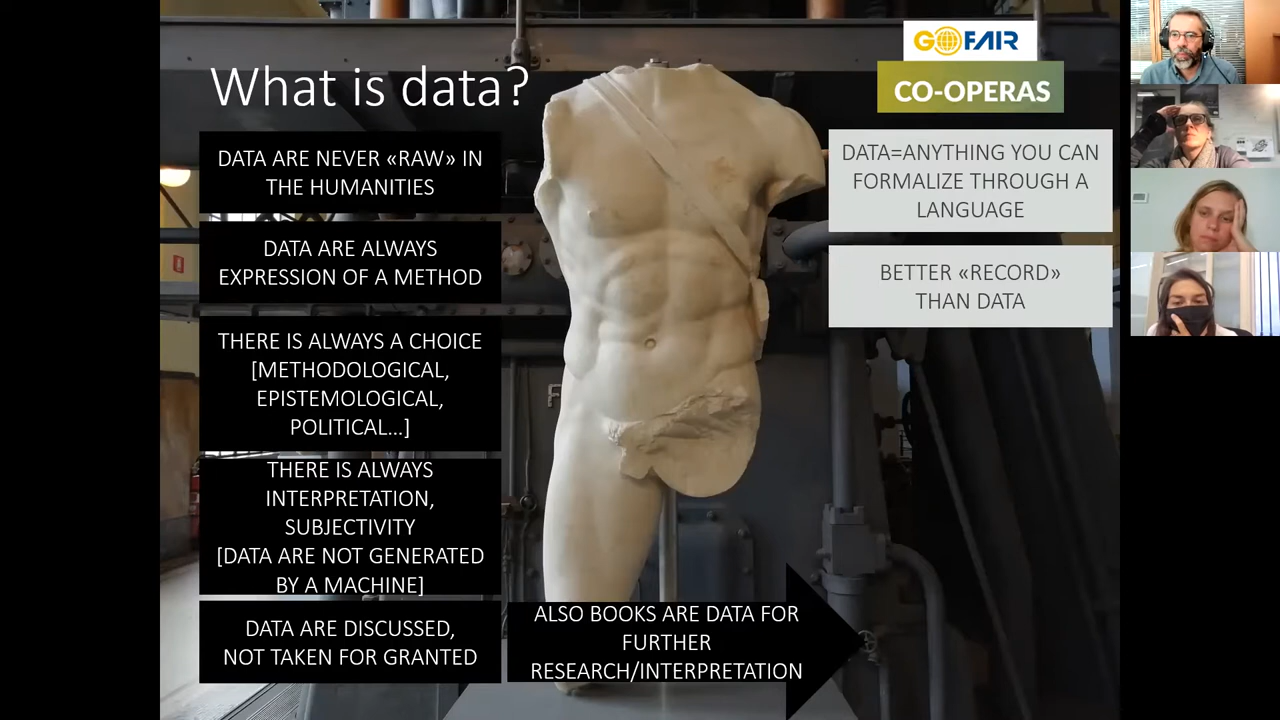 What is data?
DATA ARE NEVER «RAW» IN
THE HUMANITIES
DATA ARE ALWAYS
EXPRESSION OF A METHOD
THERE IS ALWAYS A CHOICE
[METHODOLOGICAL,
EPISTEMOLOGICAL,
POLITICAL…]
THERE IS ALWAYS
INTERPRETATION,
SUBJECTIVITY
[DATA ARE NOT GENERATED
BY A MACHINE]
DATA ARE DISCUSSED,
NOT TAKEN FOR GRANTED
ALSO BOOKS ARE DATA FOR
FURTHER
RESEARCH/INTERPRETATION
GO FAIR
CO-OPERAS
DATA=ANYTHING YOU CAN
FORMALIZE THROUGH A
LANGUAGE
BETTER «RECORD»
THAN DATA